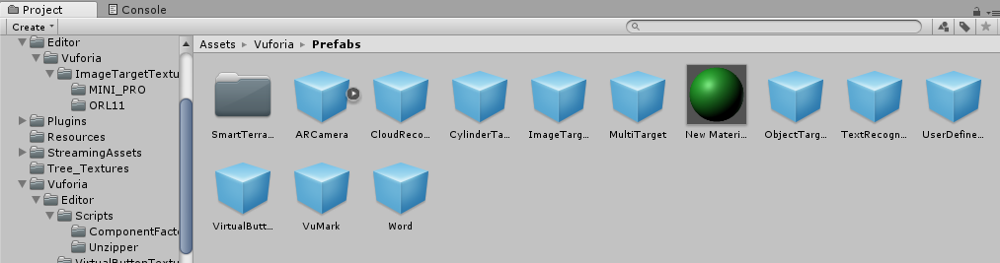 Project Console
Create
Assets ▸ Vuforia ▸ Prefabs
Editor
Vuforia
ImageTargetTextu
MINI_PRO
ORL11
Plugins
Resources
StreamingAssets
Tree_Textures
Vuforia
Editor
Scripts
ComponentFacto
Unzipper
VirtualButtonTextu
SmartTerra... ARCamera CloudReco... CylinderTa... ImageTarg... MultiTarget New Materi... ObjectTarg... TextRecogn... UserDefine...
VirtualButt... VuMark Word